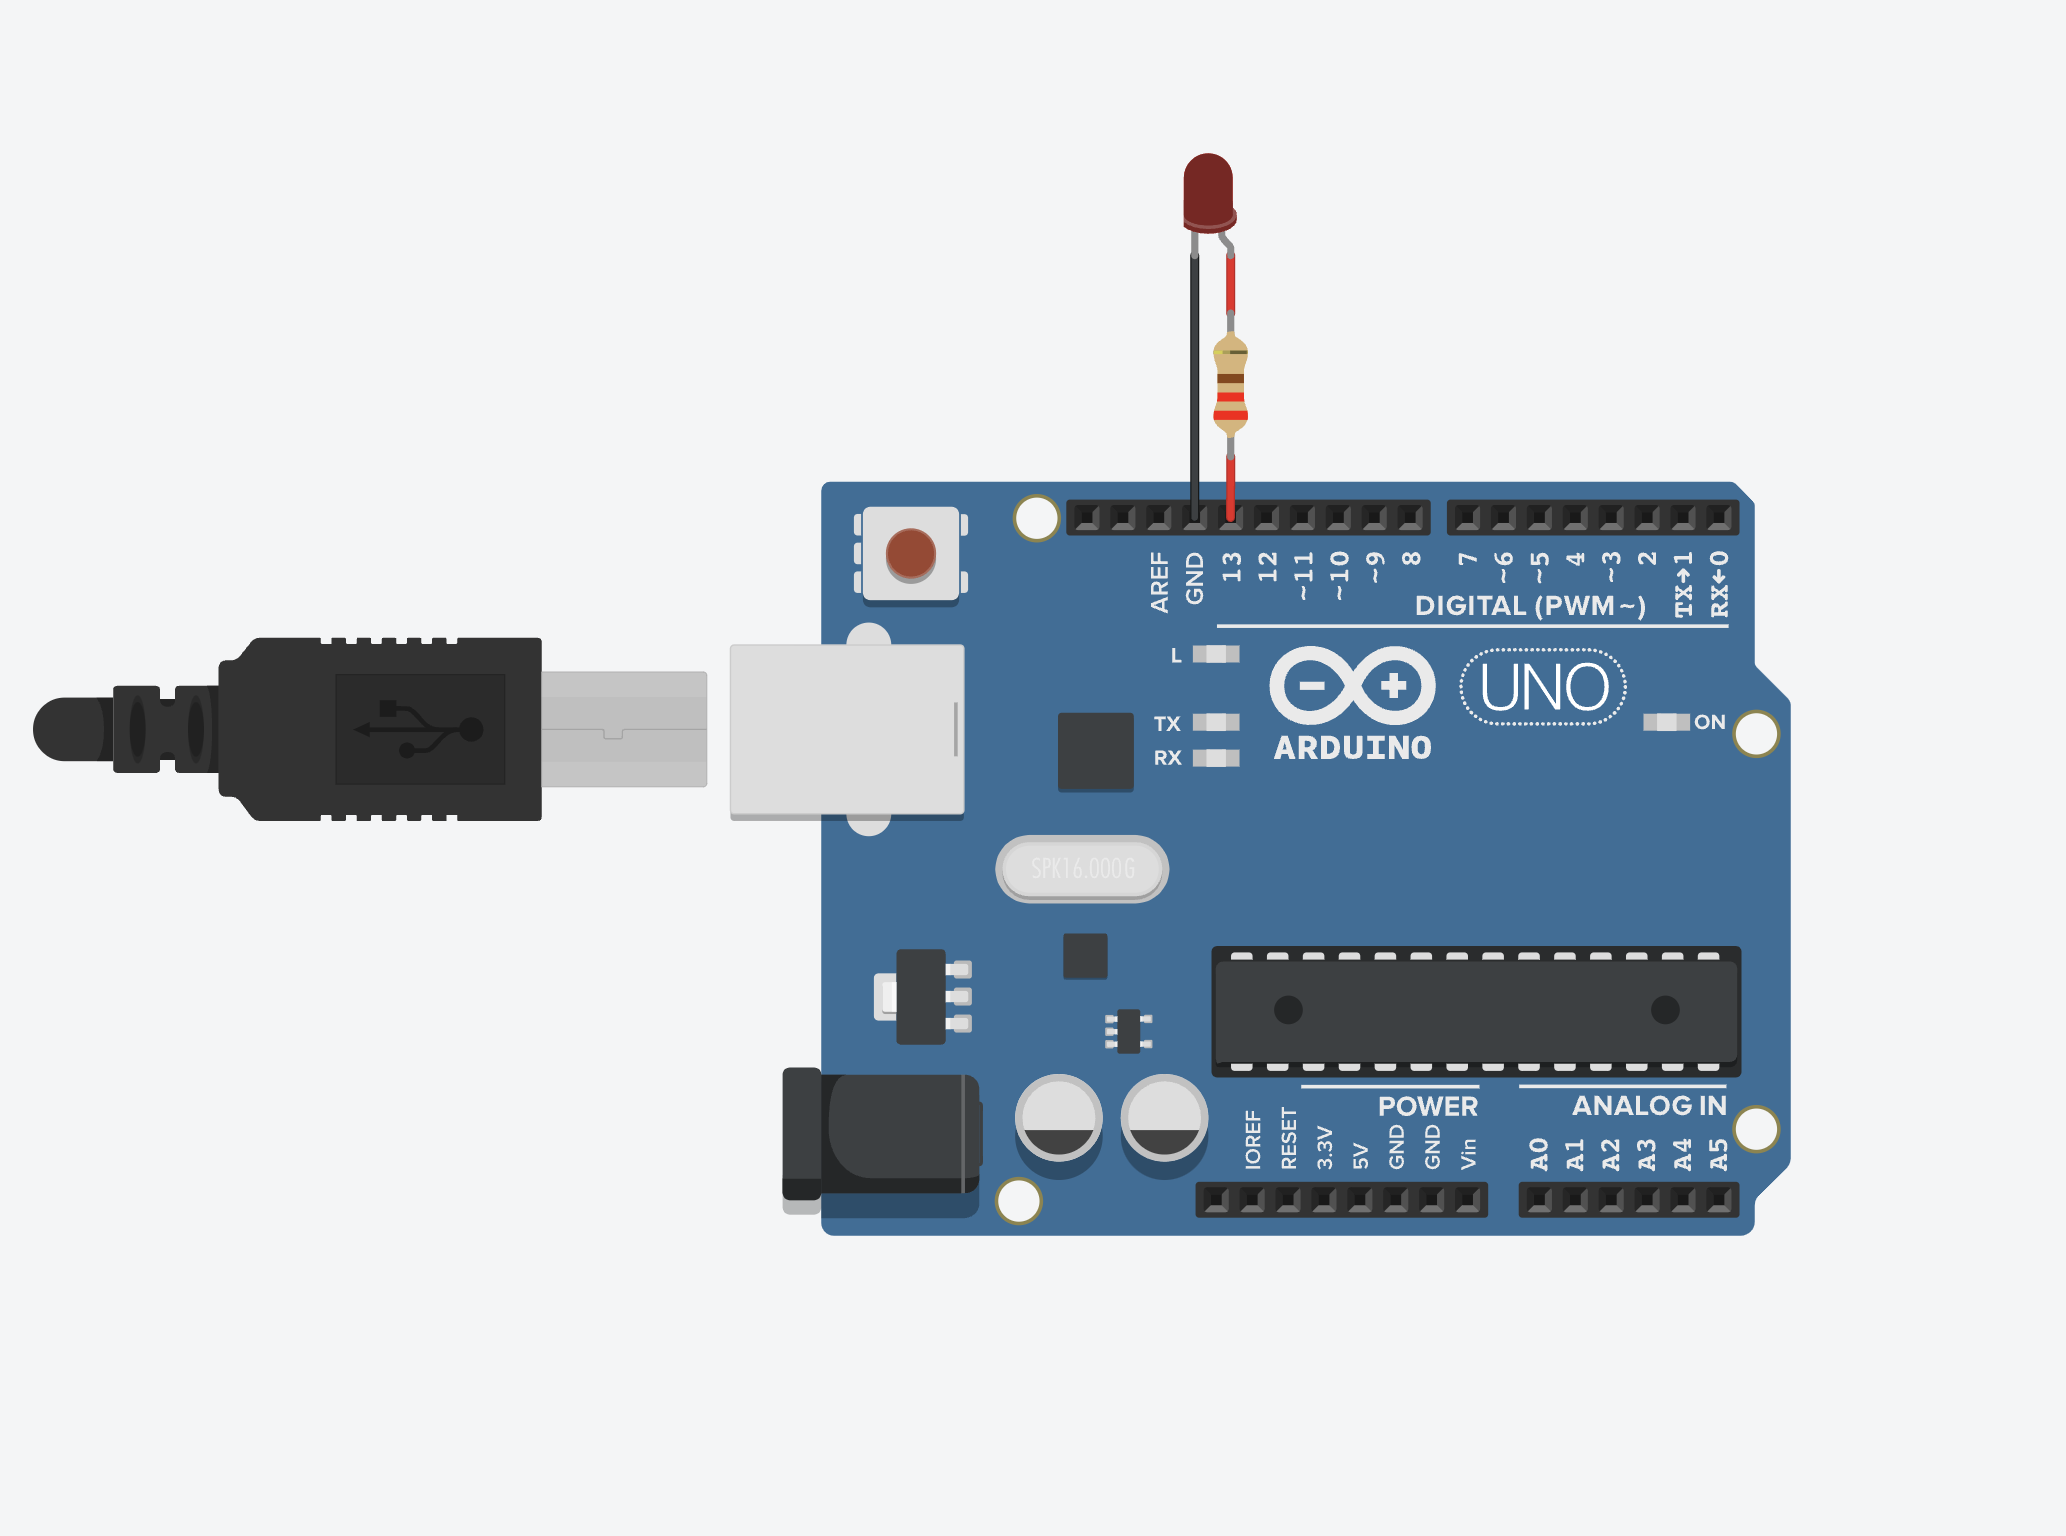 AREF
GND
13
12
~11
~10
~9
8
7
~6
~5
4
~3
2
TX→1
RX←0
DIGITAL (PWM~)
L
TX
RX
ARDUINO
UNO
ON
SPK16.000G
POWER
ANALOG IN
IOREF
RESET
3.3V
5V
GND
GND
Vin
A0
A1
A2
A3
A4
A5